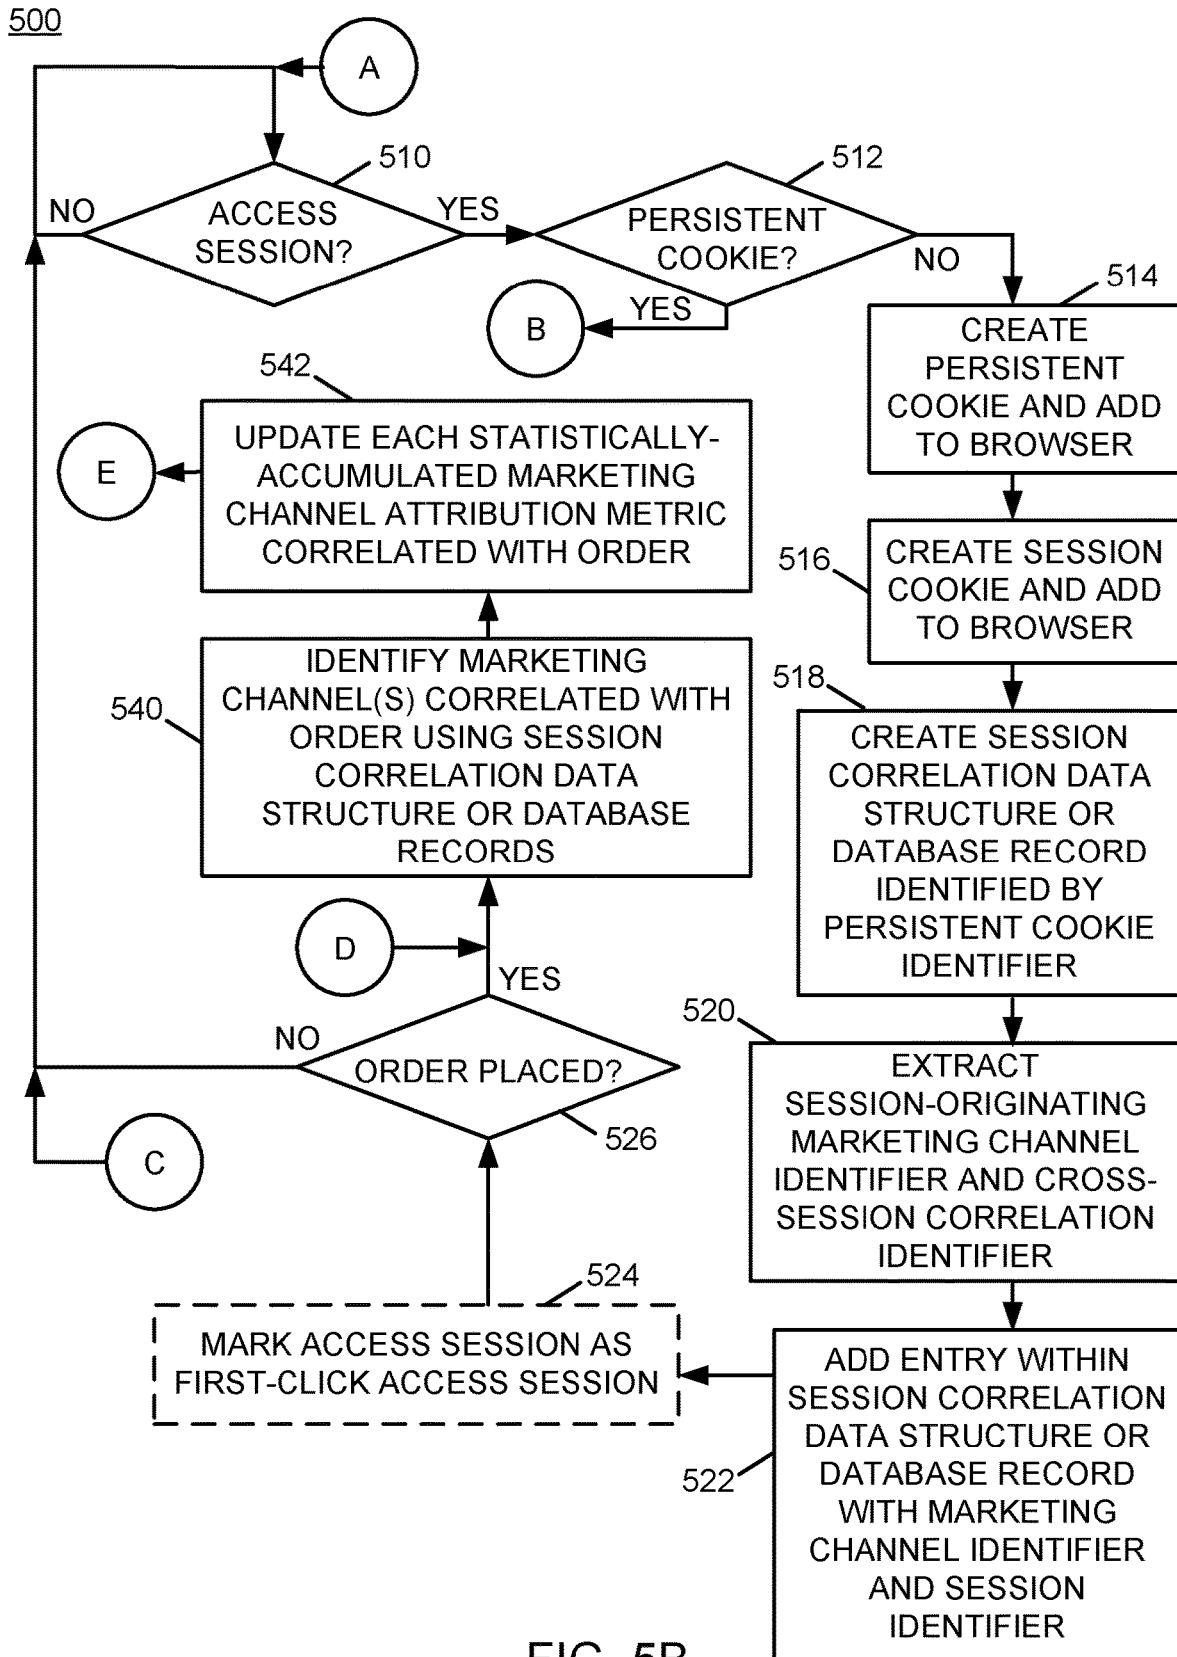 500
A
510
NO
ACCESS
SESSION?
YES
512
PERSISTENT
COOKIE?
NO
YES
B
514
CREATE
PERSISTENT
COOKIE AND ADD
TO BROWSER
542
UPDATE EACH STATISTICALLY-
ACCUMULATED MARKETING
CHANNEL ATTRIBUTION METRIC
CORRELATED WITH ORDER
E
516
CREATE SESSION
COOKIE AND ADD
TO BROWSER
540
IDENTIFY MARKETING
CHANNEL(S) CORRELATED WITH
ORDER USING SESSION
CORRELATION DATA
STRUCTURE OR DATABASE
RECORDS
518
CREATE SESSION
CORRELATION DATA
STRUCTURE OR
DATABASE RECORD
IDENTIFIED BY
PERSISTENT COOKIE
IDENTIFIER
D
YES
NO
ORDER PLACED?
526
C
520
EXTRACT
SESSION-ORIGINATING
MARKETING CHANNEL
IDENTIFIER AND CROSS-
SESSION CORRELATION
IDENTIFIER
524
MARK ACCESS SESSION AS
FIRST-CLICK ACCESS SESSION
522
ADD ENTRY WITHIN
SESSION CORRELATION
DATA STRUCTURE OR
DATABASE RECORD
WITH MARKETING
CHANNEL IDENTIFIER
AND SESSION
IDENTIFIER
FIG. 5B